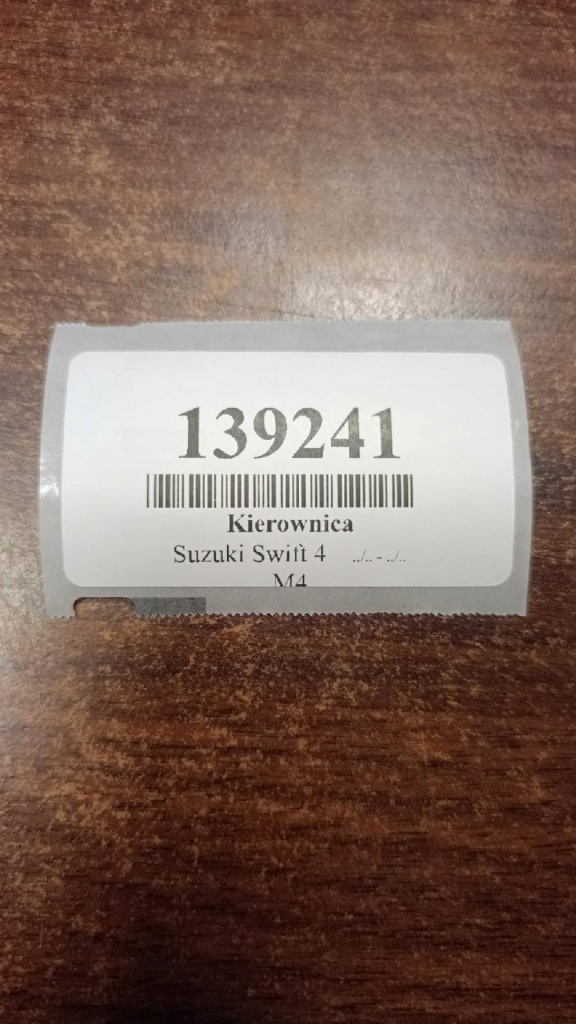 139241
Kierownica
Suzuki Swift 4 ../.. - ../..
M4